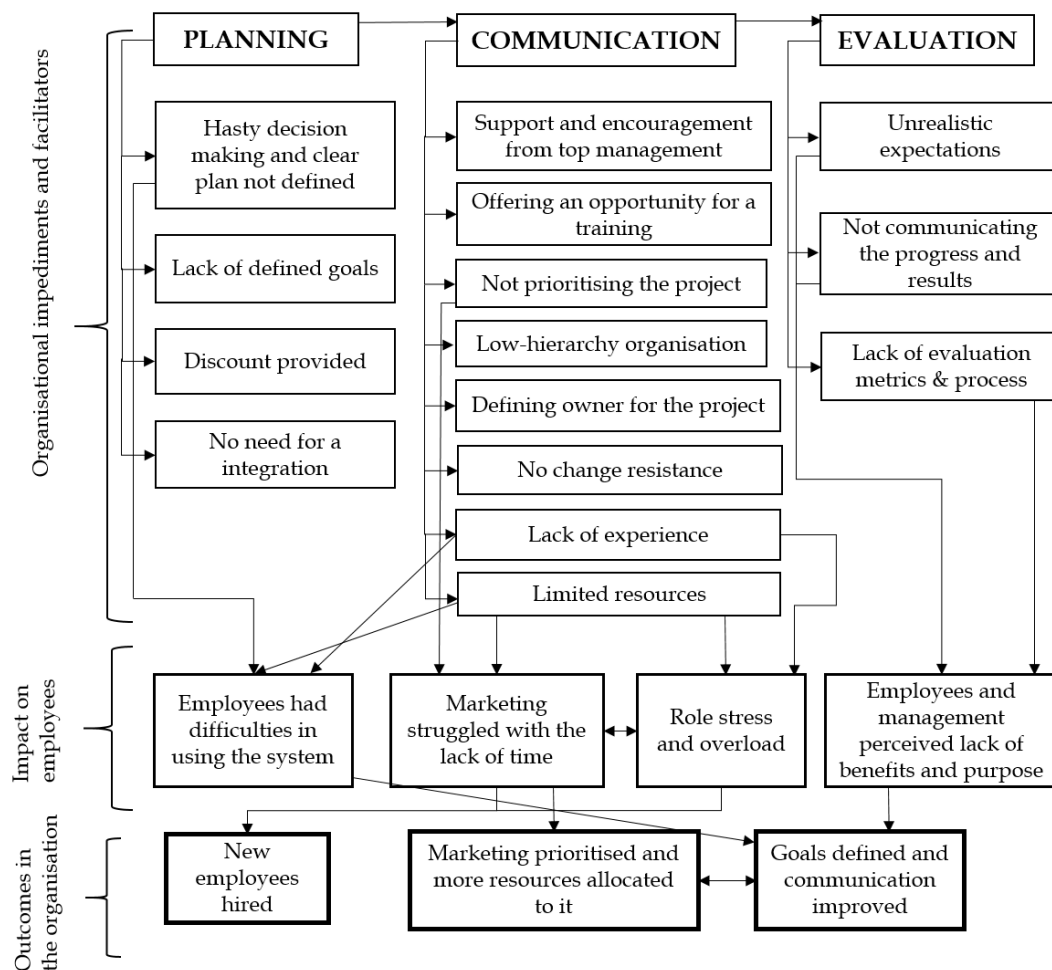 PLANNING
COMMUNICATION
EVALUATION
Organisational impediments and facilitators
Hasty decision
making and clear
plan not defined
Lack of defined goals
Discount provided
No need for a
integration
Support and encouragement
from top management
Offering an opportunity for a
training
Not prioritising the project
Low-hierarchy organisation
Defining owner for the project
No change resistance
Lack of experience
Limited resources
Unrealistic
expectations
Not communicating
the progress and
results
Lack of evaluation
metrics & process
Impact on
employees
Employees had
difficulties in
using the system
Marketing
struggled with the
lack of time
Role stress
and overload
Employees and
management
perceived lack of
benefits and purpose
Outcomes in
the organisation
New
employees
hired
Marketing prioritised and
more resources allocated
to it
Goals defined and
communication
improved